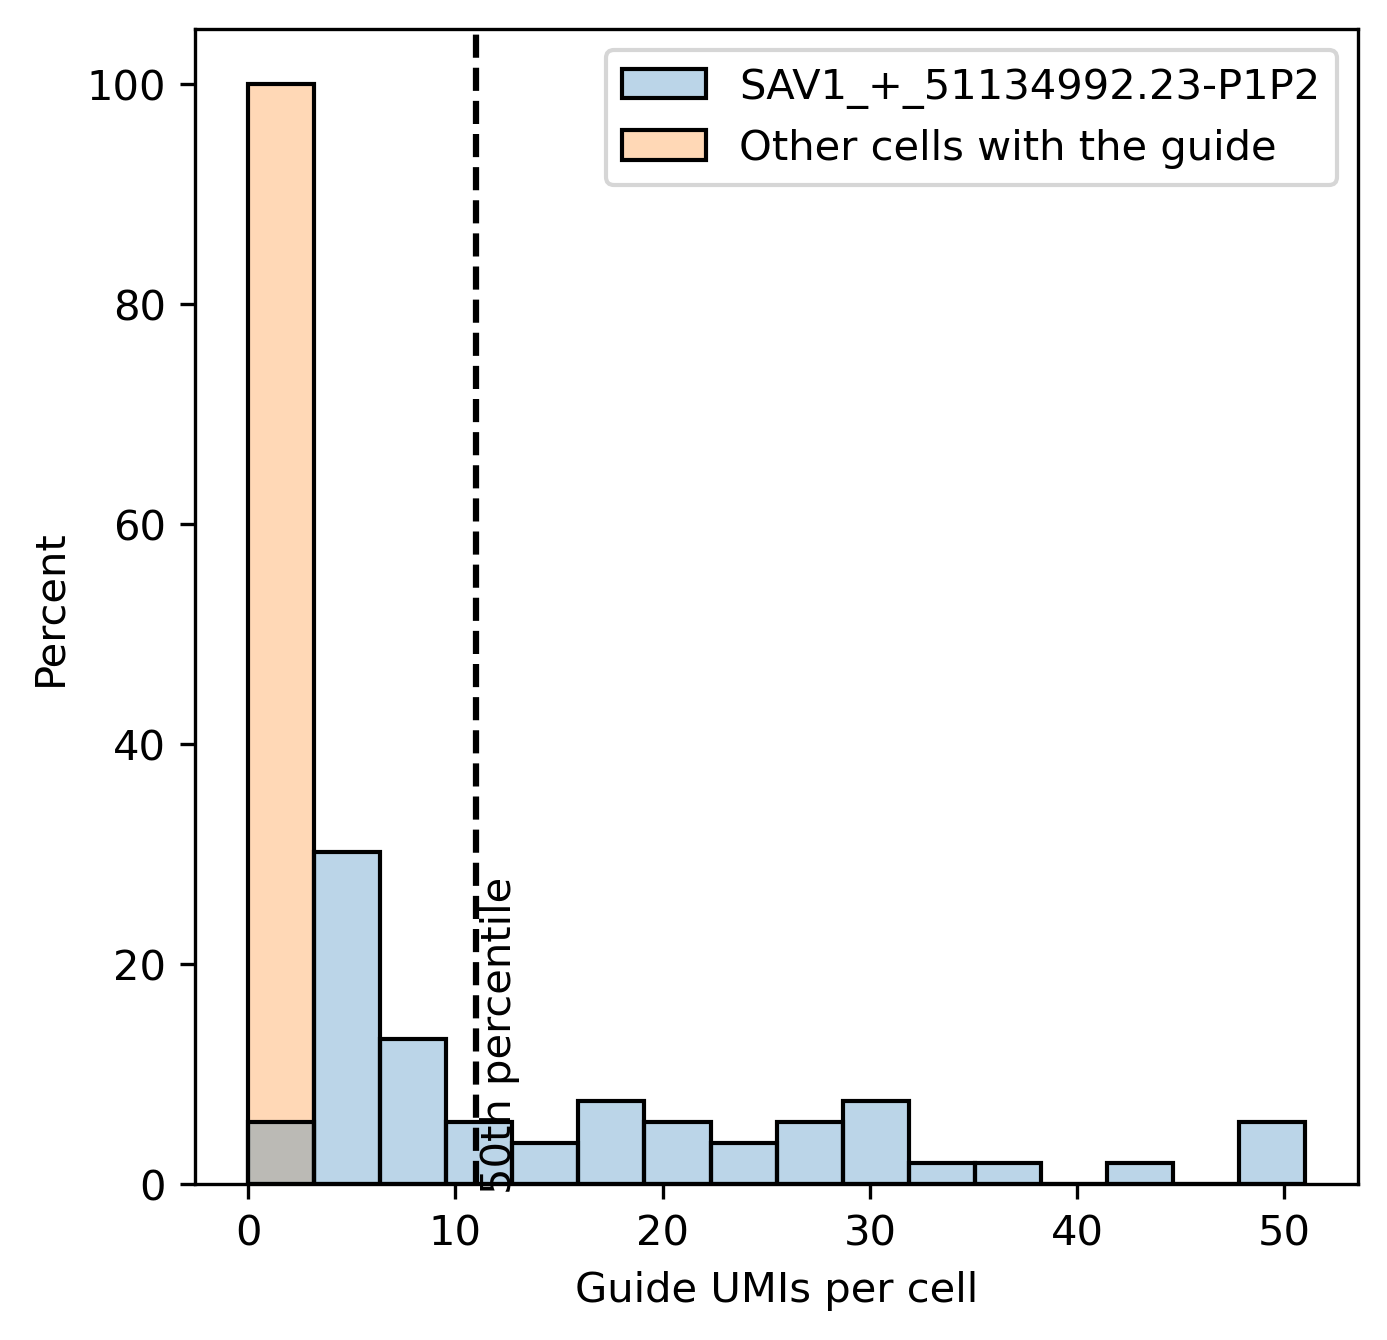 SAV1_+_51134992.23-P1P2
Other cells with the guide
100
80
60
40
20
0
Percent
50th percentile
0 10 20 30 40 50
Guide UMIs per cell